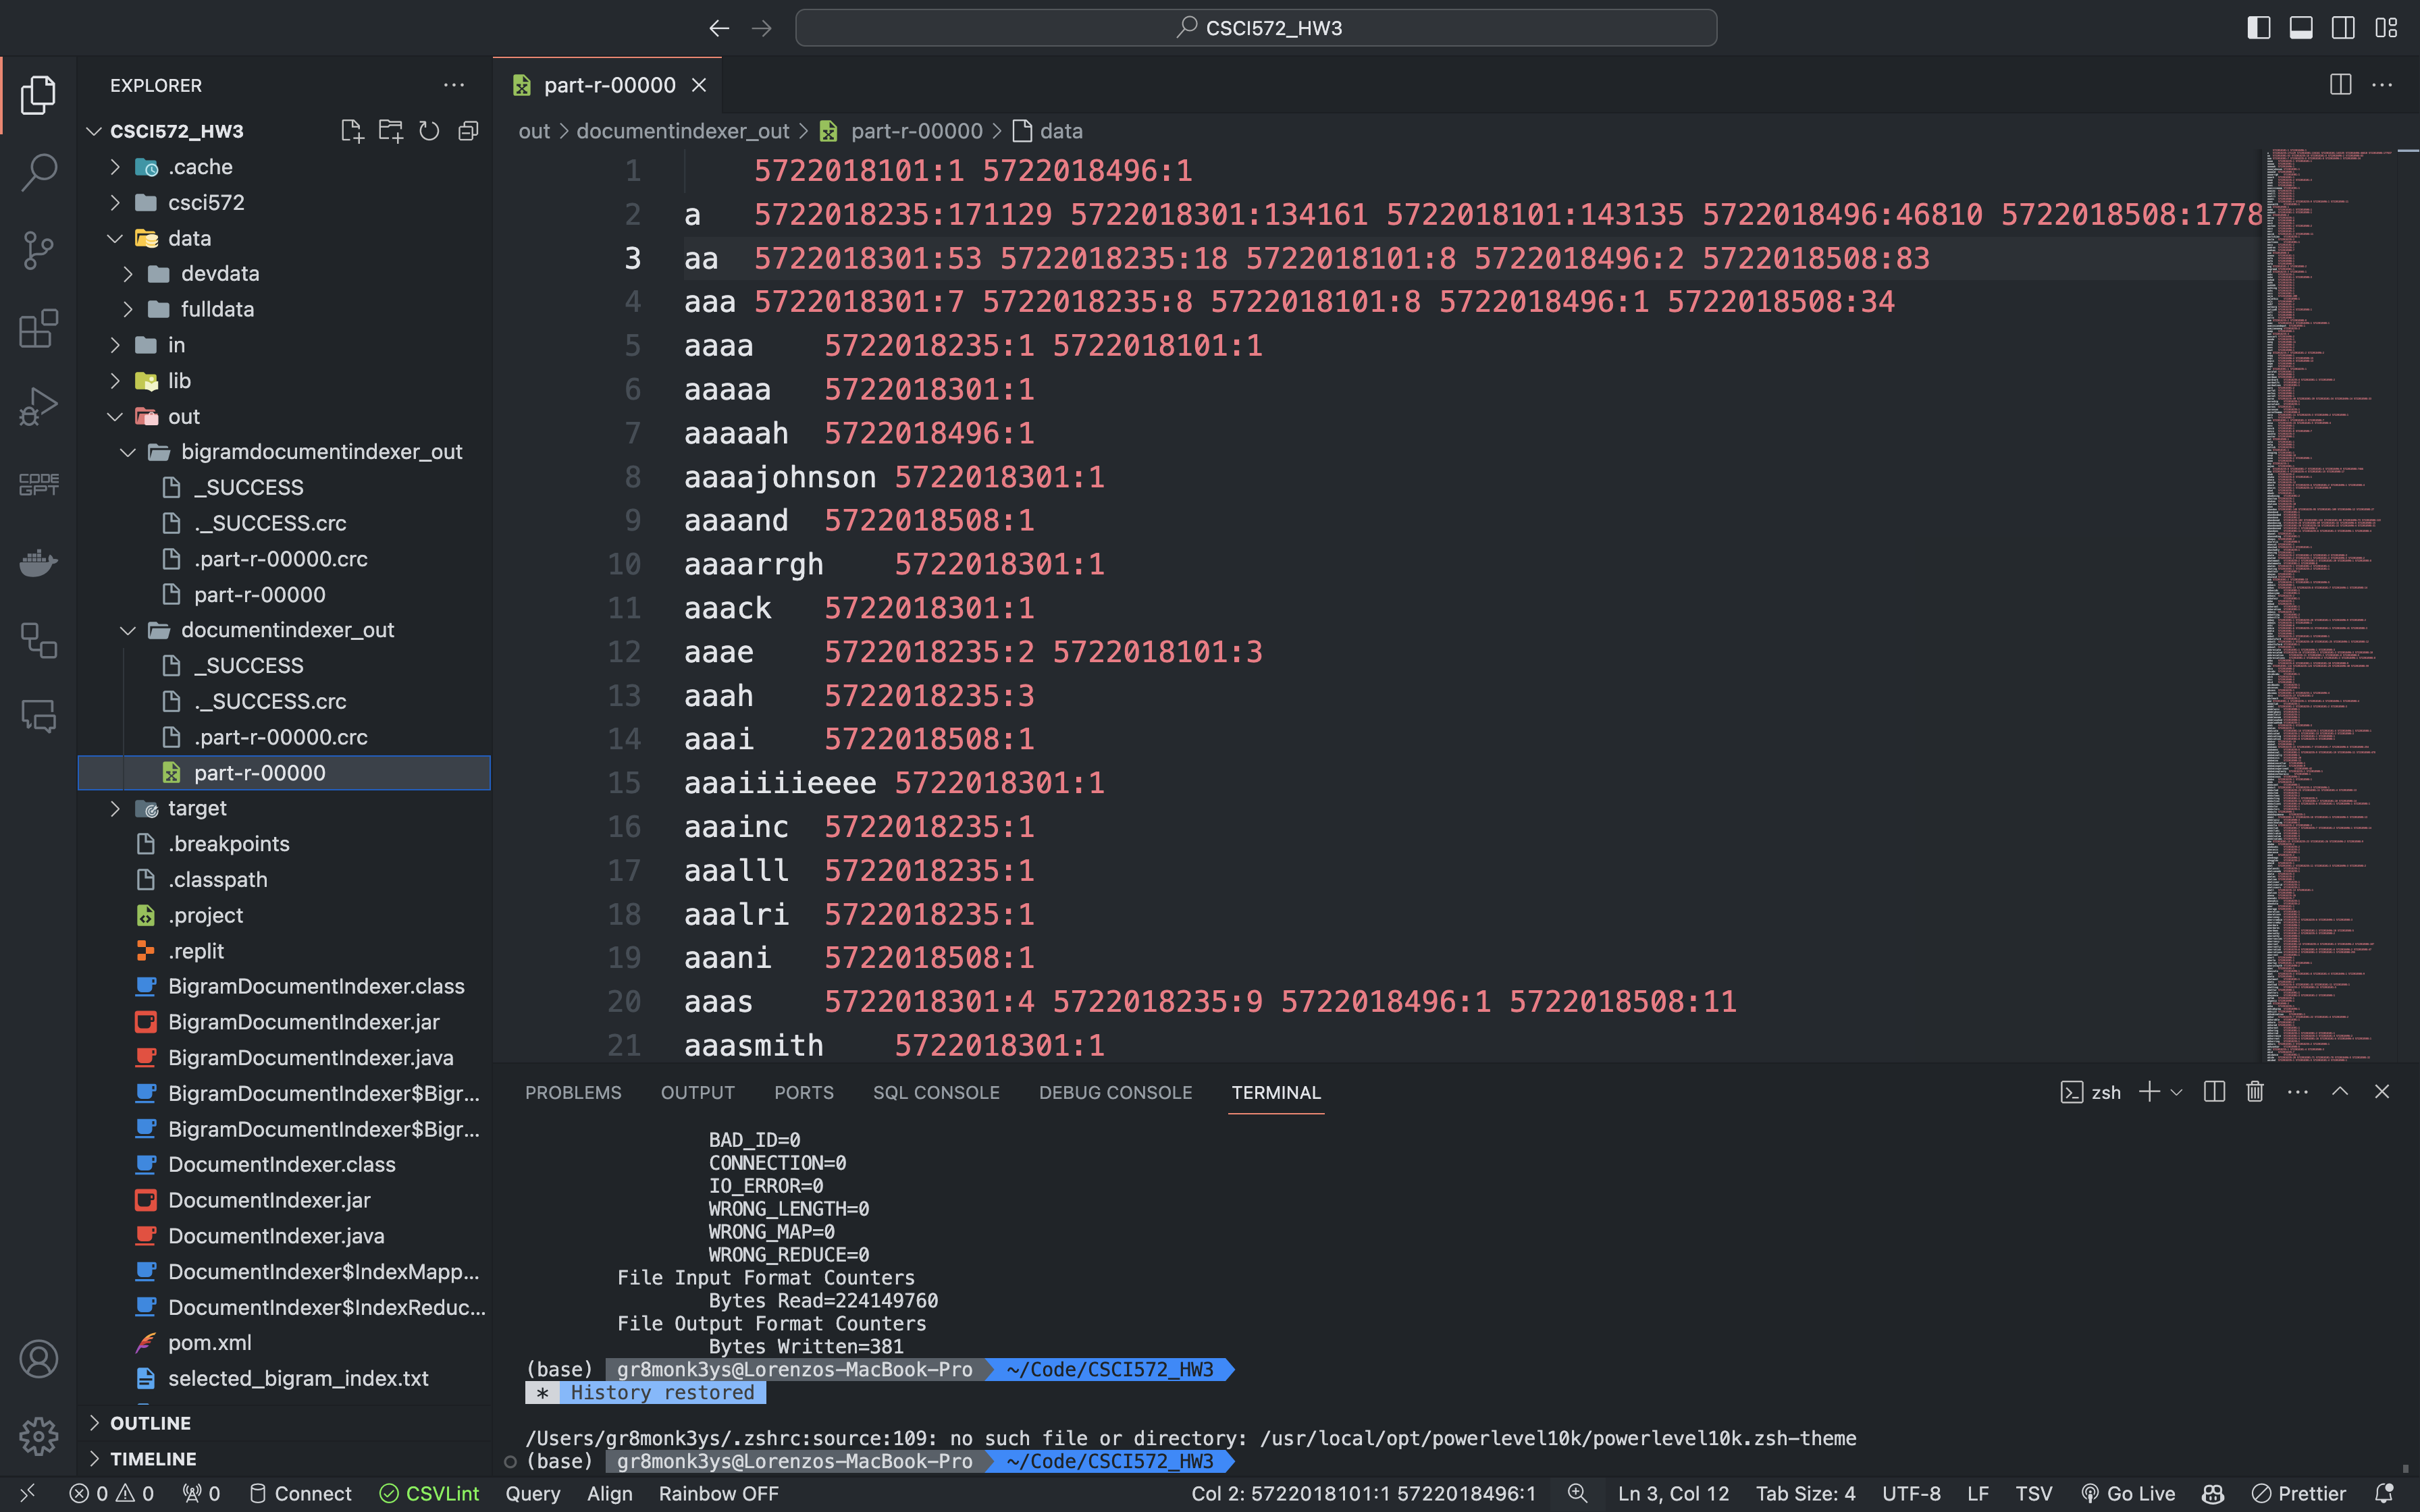 CSCI572_HW3
EXPLORER
CSCI572_HW3
.cache
csci572
data
devdata
fulldata
in
lib
out
bigramdocumentindexer_out
_SUCCESS
._SUCCESS.crc
.part-r-00000.crc
part-r-00000
documentindexer_out
_SUCCESS
._SUCCESS.crc
.part-r-00000.crc
part-r-00000
target
.breakpoints
.classpath
.project
.replit
BigramDocumentIndexer.class
BigramDocumentIndexer.jar
BigramDocumentIndexer.java
BigramDocumentIndexer$Bigr...
BigramDocumentIndexer$Bigr...
DocumentIndexer.class
DocumentIndexer.jar
DocumentIndexer.java
DocumentIndexer$IndexMapp...
DocumentIndexer$IndexReduc...
pom.xml
selected_bigram_index.txt
OUTLINE
TIMELINE
CODE
GPT
part-r-00000
out > documentindexer_out > part-r-00000 > data
1 5722018101:1 5722018496:1
2 a 5722018235:171129 5722018301:134161 5722018101:143135 5722018496:46810 5722018508:1778
3 aa 5722018301:53 5722018235:18 5722018101:8 5722018496:2 5722018508:83
4 aaa 5722018301:7 5722018235:8 5722018101:8 5722018496:1 5722018508:34
5 aaaa 5722018235:1 5722018101:1
6 aaaaa 5722018301:1
7 aaaaah 5722018496:1
8 aaaajohnson 5722018301:1
9 aaaand 5722018508:1
10 aaaarrgh 5722018301:1
11 aaack 5722018301:1
12 aaae 5722018235:2 5722018101:3
13 aaah 5722018235:3
14 aaai 5722018508:1
15 aaaiiiieeee 5722018301:1
16 aaainc 5722018235:1
17 aaalll 5722018235:1
18 aaalri 5722018235:1
19 aaani 5722018508:1
20 aaas 5722018301:4 5722018235:9 5722018496:1 5722018508:11
21 aaasmith 5722018301:1
PROBLEMS OUTPUT PORTS SQL CONSOLE DEBUG CONSOLE TERMINAL zsh
BAD_ID=0
CONNECTION=0
IO_ERROR=0
WRONG_LENGTH=0
WRONG_MAP=0
WRONG_REDUCE=0
File Input Format Counters
Bytes Read=224149760
File Output Format Counters
Bytes Written=381
(base) gr8monk3ys@Lorenzos-MacBook-Pro ~/Code/CSCI572_HW3
* History restored
/Users/gr8monk3ys/.zshrc:source:109: no such file or directory: /usr/local/opt/powerlevel10k/powerlevel10k.zsh-theme
(base) gr8monk3ys@Lorenzos-MacBook-Pro ~/Code/CSCI572_HW3
0 0 0 Connect CSVLint Query Align Rainbow OFF Col 2: 5722018101:1 5722018496:1 Ln 3, Col 12 Tab Size: 4 UTF-8 LF TSV Go Live Prettier